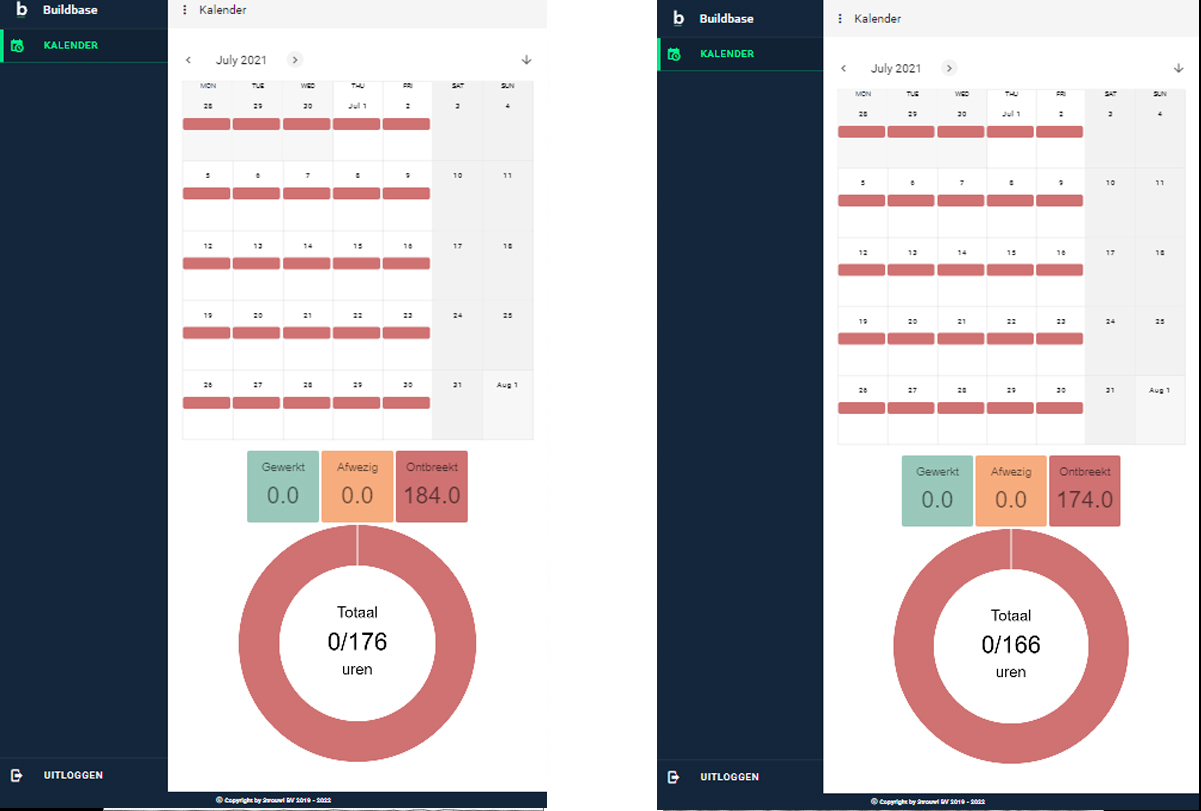 Buildbase
Kalender
KALENDER
July 2021
MON TUE WED THU FRI SAT SUN
28 29 30 Jul 1 2 3 4
5 6 7 8 9 10 11
12 13 14 15 16 17 18
19 20 21 22 23 24 25
26 27 28 29 30 31 Aug 1
Gewerkt Afwezig Ontbreekt
0.0 0.0 184.0
Totaal
0/176
uren
UITLOGGEN
© Copyright by Strouwi BV 2019 - 2022
Buildbase
Kalender
KALENDER
July 2021
MON TUE WED THU FRI SAT SUN
28 29 30 Jul 1 2 3 4
5 6 7 8 9 10 11
12 13 14 15 16 17 18
19 20 21 22 23 24 25
26 27 28 29 30 31 Aug 1
Gewerkt Afwezig Ontbreekt
0.0 0.0 174.0
Totaal
0/166
uren
UITLOGGEN
© Copyright by Strouwi BV 2019 - 2022